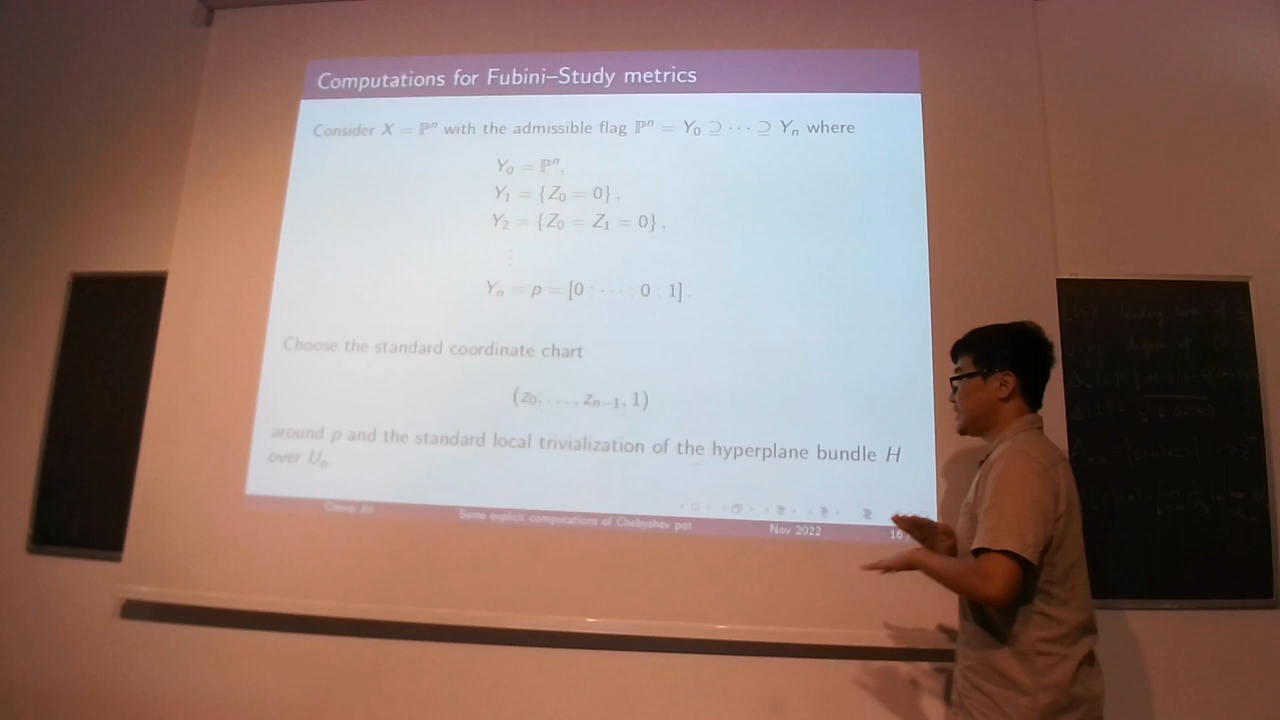 Computations for Fubini–Study metrics
Consider X = ℙⁿ with the admissible flag ℙⁿ = Y₀ ⊇ ⋯ ⊇ Yₙ where
Y₀ = ℙⁿ,
Y₁ = {Z₀ = 0},
Y₂ = {Z₀ = Z₁ = 0},
⋮
Yₙ = p = [0 : ⋯ : 0 : 1].
Choose the standard coordinate chart
(z₀, …, zₙ₋₁, 1)
around p and the standard local trivialization of the hyperplane bundle H
over Uₙ.
Some explicit computations of Chebyshev pot Nov 2022 16